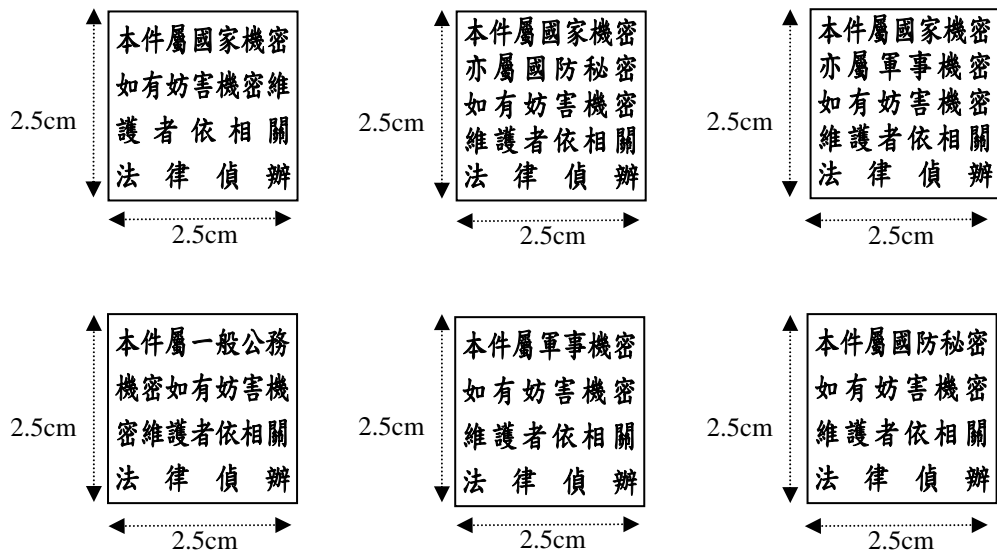 本件屬國家機密
如有妨害機密維
護者依相關
法律偵辦
2.5cm
2.5cm
本件屬國家機密
亦屬國防秘密
如有妨害機密
維護者依相關
法律偵辦
2.5cm
2.5cm
本件屬國家機密
亦屬軍事機密
如有妨害機密
維護者依相關
法律偵辦
2.5cm
2.5cm
本件屬一般公務
機密如有妨害機
密維護者依相關
法律偵辦
2.5cm
2.5cm
本件屬軍事機密
如有妨害機密
維護者依相關
法律偵辦
2.5cm
2.5cm
本件屬國防秘密
如有妨害機密
維護者依相關
法律偵辦
2.5cm
2.5cm